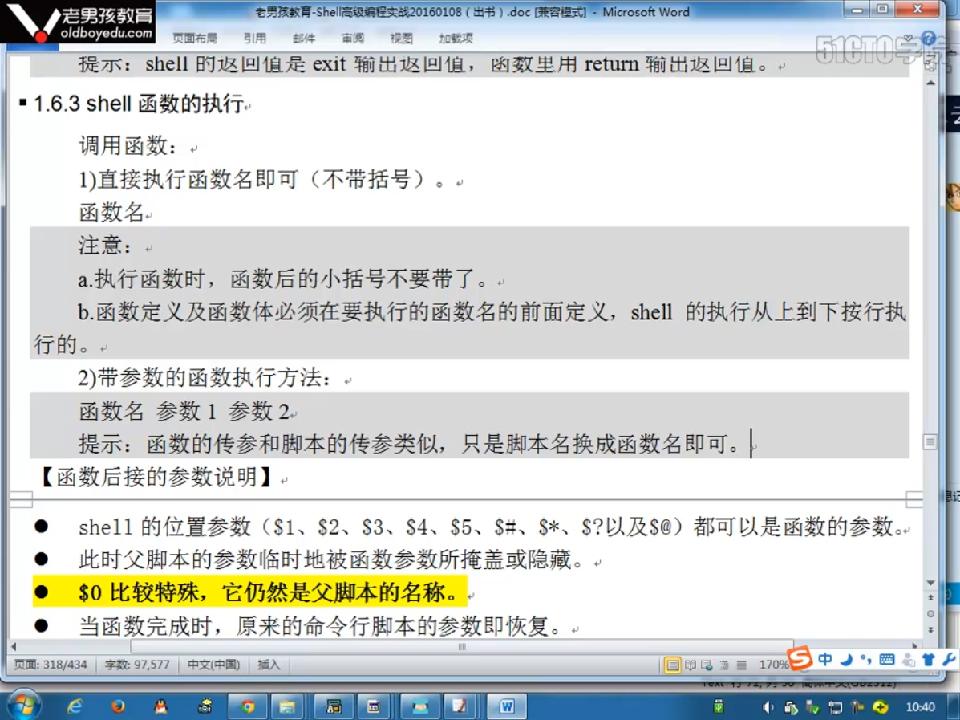 老男孩教育
oldboyedu.com
老男孩教育-Shell高级编程实战20160108（出书）.doc [兼容模式] - Microsoft Word
页面布局 引用 邮件 审阅 视图 加载项
51CTO学院
提示：shell 的返回值是 exit 输出返回值，函数里用 return 输出返回值。
1.6.3 shell 函数的执行
调用函数：
1)直接执行函数名即可（不带括号）。
函数名
注意：
a.执行函数时，函数后的小括号不要带了。
b.函数定义及函数体必须在要执行的函数名的前面定义，shell 的执行从上到下按行执
行的。
2)带参数的函数执行方法：
函数名 参数 1 参数 2
提示：函数的传参和脚本的传参类似，只是脚本名换成函数名即可。
【函数后接的参数说明】
● shell 的位置参数（$1、$2、$3、$4、$5、$#、$*、$?以及$@）都可以是函数的参数。
● 此时父脚本的参数临时地被函数参数所掩盖或隐藏。
● $0 比较特殊，它仍然是父脚本的名称。
● 当函数完成时，原来的命令行脚本的参数即恢复。
页面: 318/434 字数: 97,577 中文(中国) 插入 170% 中
10:40